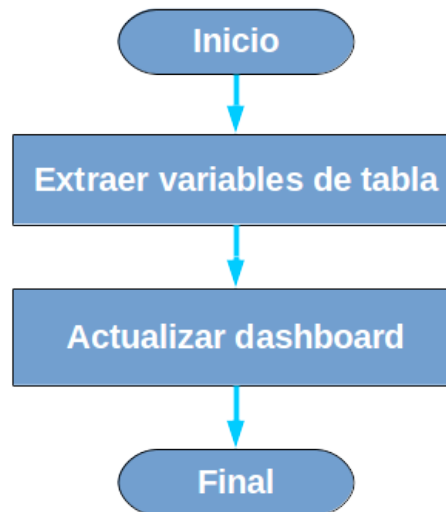 Inicio
Extraer variables de tabla
Actualizar dashboard
Final